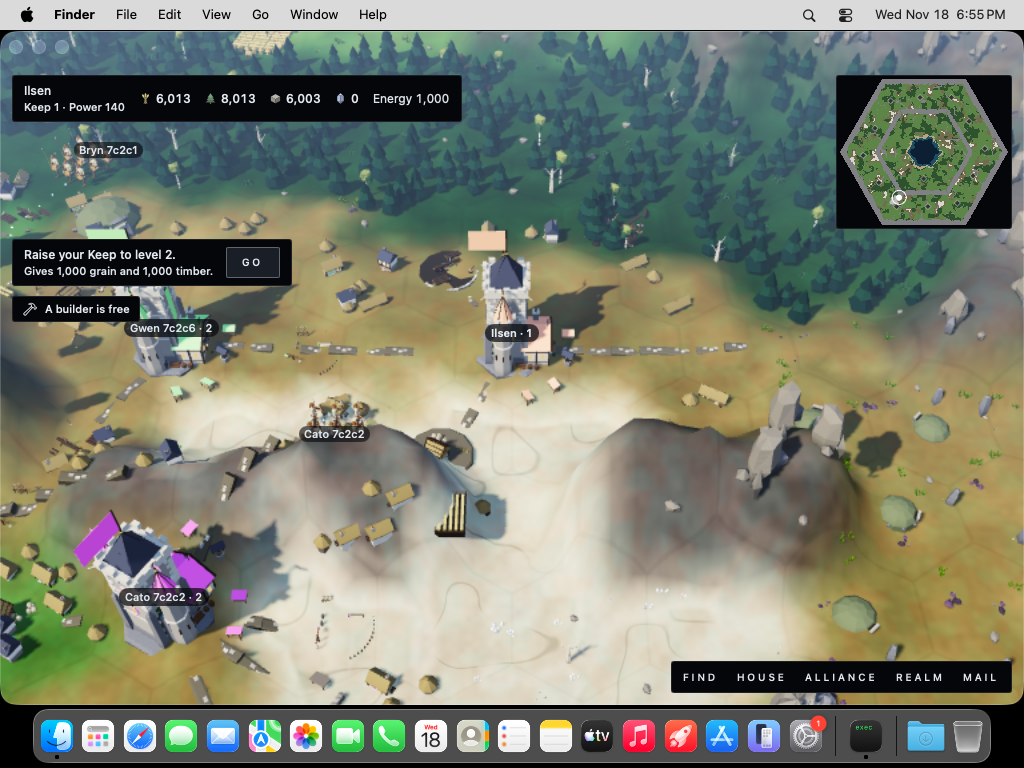 Finder File Edit View Go Window Help Wed Nov 18 6:55 PM
Ilsen
Keep 1 · Power 140
6,013 8,013 6,003 0 Energy 1,000
Bryn 7c2c1
Raise your Keep to level 2.
Gives 1,000 grain and 1,000 timber.
GO
A builder is free
Gwen 7c2c6 · 2
Ilsen · 1
Cato 7c2c2
Cato 7c2c2 · 2
FIND HOUSE ALLIANCE REALM MAIL
Wed
18
tv
1
exec